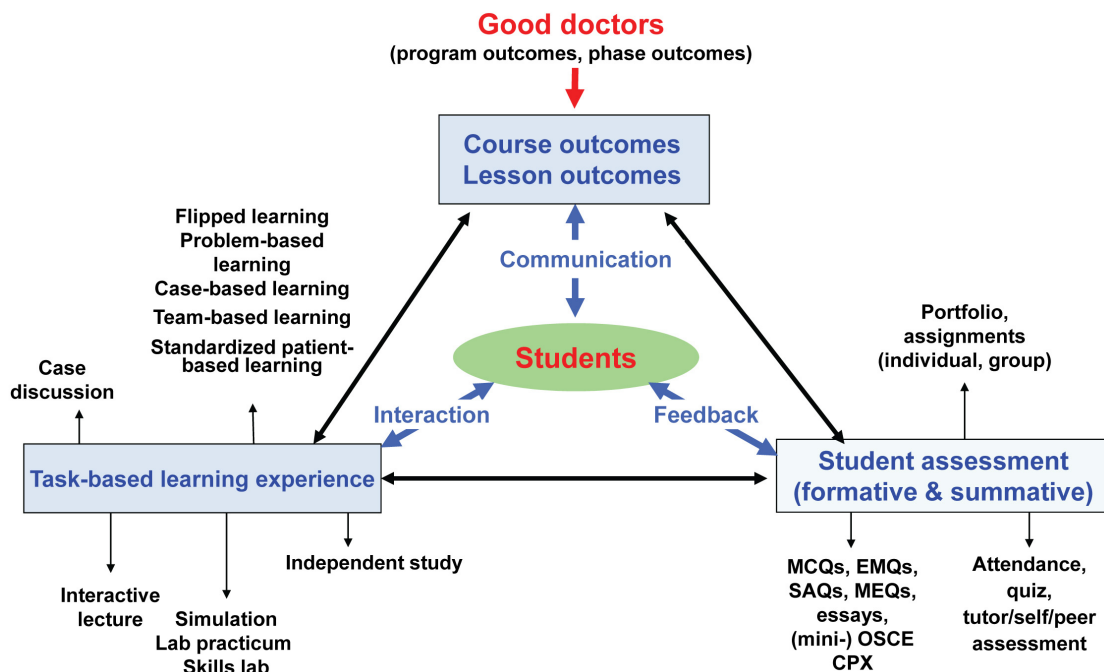 Good doctors
(program outcomes, phase outcomes)
Course outcomes
Lesson outcomes
Flipped learning
Problem-based
learning
Case-based learning
Team-based learning
Standardized patient-
based learning
Communication
Case
discussion
Students
Portfolio,
assignments
(individual, group)
Interaction
Feedback
Task-based learning experience
Student assessment
(formative & summative)
Interactive
lecture
Simulation
Lab practicum
Skills lab
Independent study
MCQs, EMQs,
SAQs, MEQs,
essays,
(mini-) OSCE
CPX
Attendance,
quiz,
tutor/self/peer
assessment